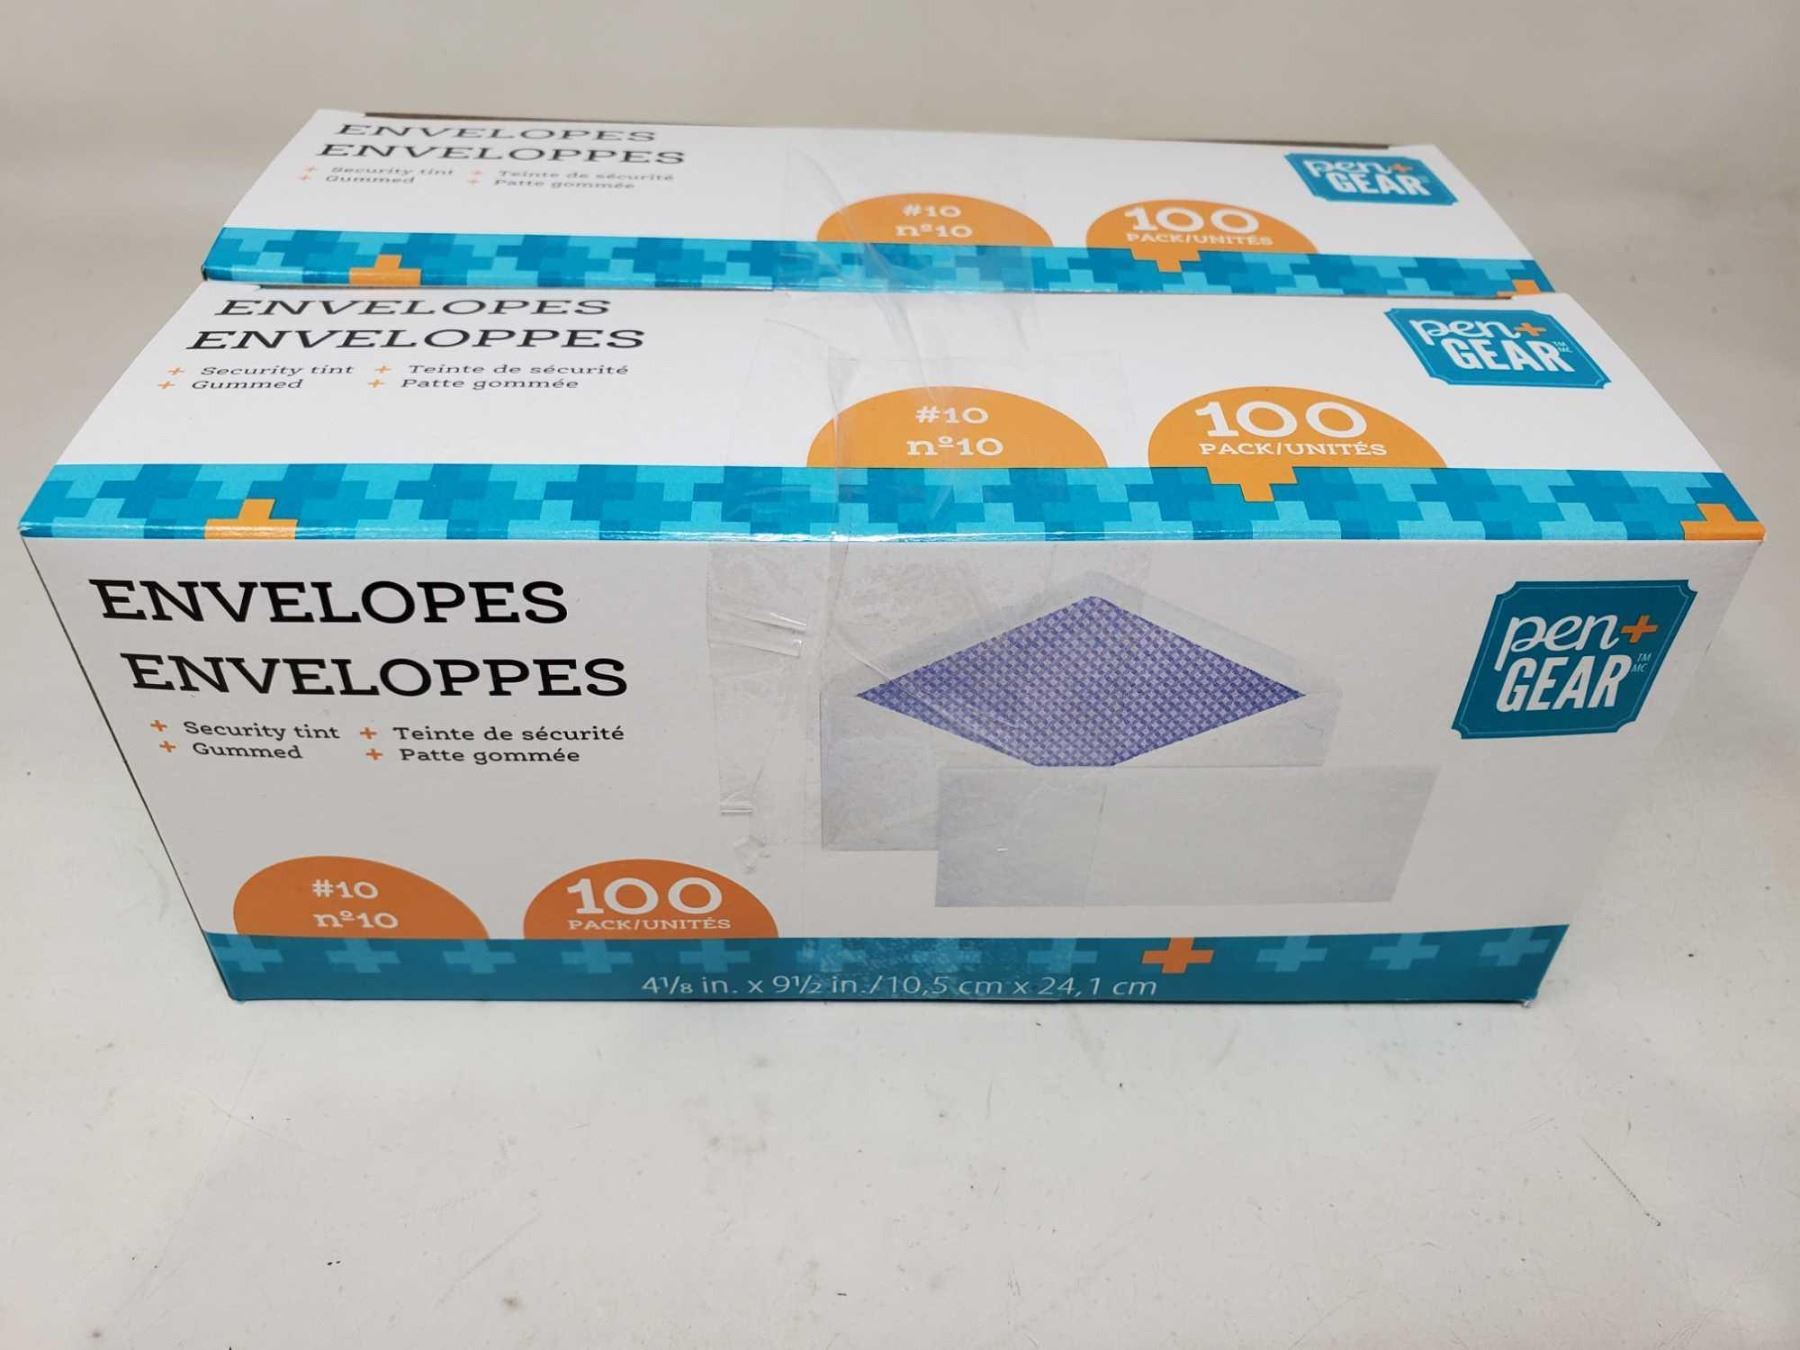 ENVELOPES
ENVELOPPES
+ Security tint + Teinte de sécurité
+ Gummed + Patte gommée
#10
nº10
100
PACK/UNITÉS
pen+
GEAR
ENVELOPES
ENVELOPPES
+ Security tint + Teinte de sécurité
+ Gummed + Patte gommée
#10
nº10
100
PACK/UNITÉS
pen+
GEAR TM MC
ENVELOPES
ENVELOPPES
+ Security tint + Teinte de sécurité
+ Gummed + Patte gommée
#10
nº10
100
PACK/UNITÉS
pen+
GEAR TM MC
4 1/8 in. x 9 1/2 in./10,5 cm x 24,1 cm